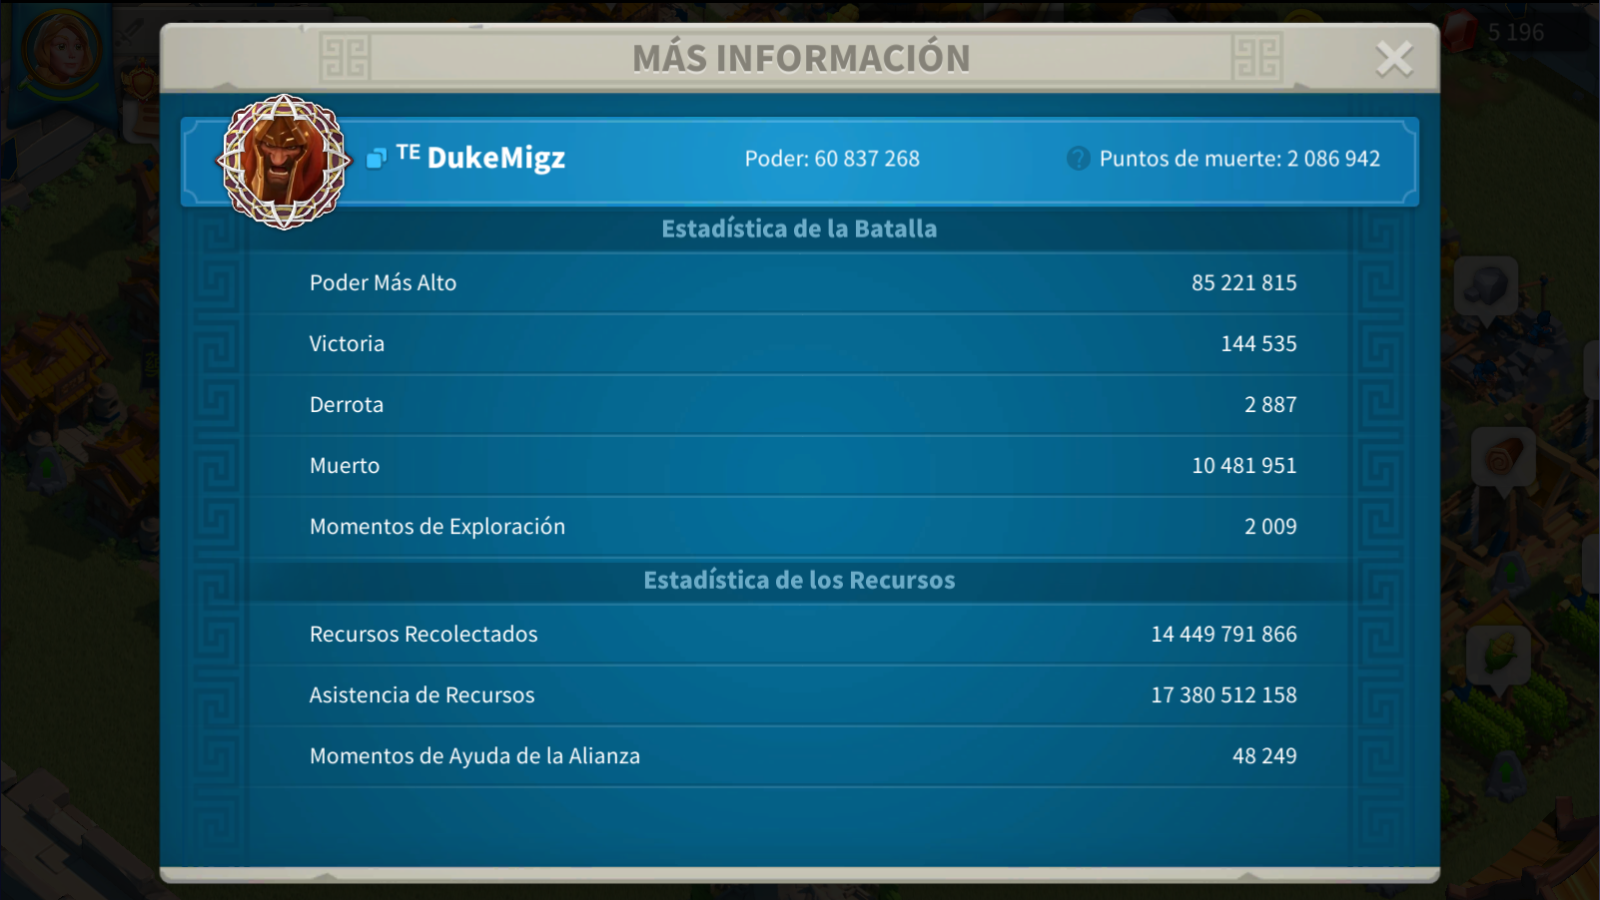 5 196
MÁS INFORMACIÓN
TE DukeMigz
Poder: 60 837 268
? Puntos de muerte: 2 086 942
Estadística de la Batalla
Poder Más Alto 85 221 815
Victoria 144 535
Derrota 2 887
Muerto 10 481 951
Momentos de Exploración 2 009
Estadística de los Recursos
Recursos Recolectados 14 449 791 866
Asistencia de Recursos 17 380 512 158
Momentos de Ayuda de la Alianza 48 249